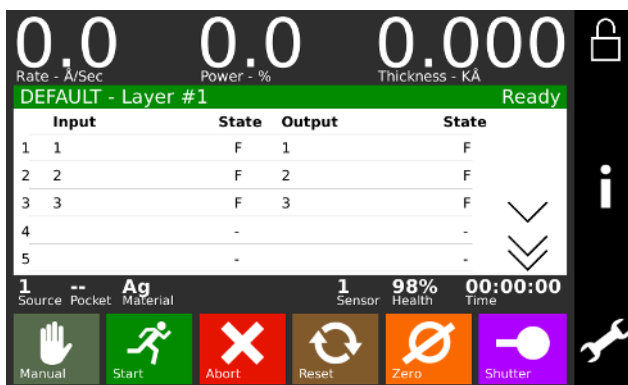 0.0 0.0 0.000
Rate - Å/Sec Power - % Thickness - KÅ
DEFAULT - Layer #1 Ready
Input State Output State
1 1 F 1 F
2 2 F 2 F
3 3 F 3 F
4 - -
5 - -
1 -- Ag 1 98% 00:00:00
Source Pocket Material Sensor Health Time
Manual Start Abort Reset Zero Shutter